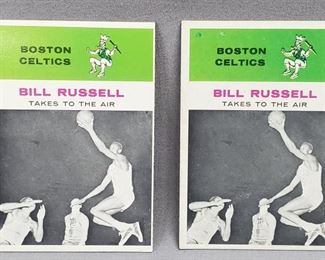 BOSTON
CELTICS
BILL RUSSELL
TAKES TO THE AIR
BOSTON
CELTICS
BILL RUSSELL
TAKES TO THE AIR